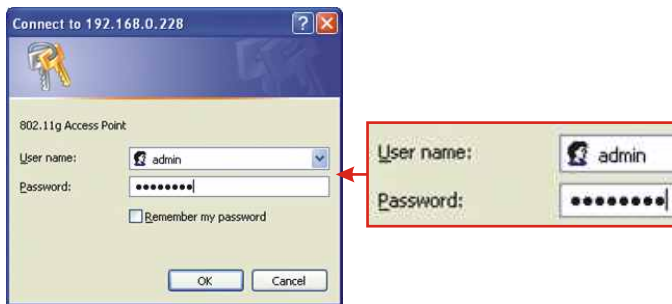 Connect to 192.168.0.228
802.11g Access Point
User name: admin
Password: ••••••••
Remember my password
OK Cancel
User name: admin
Password: ••••••••